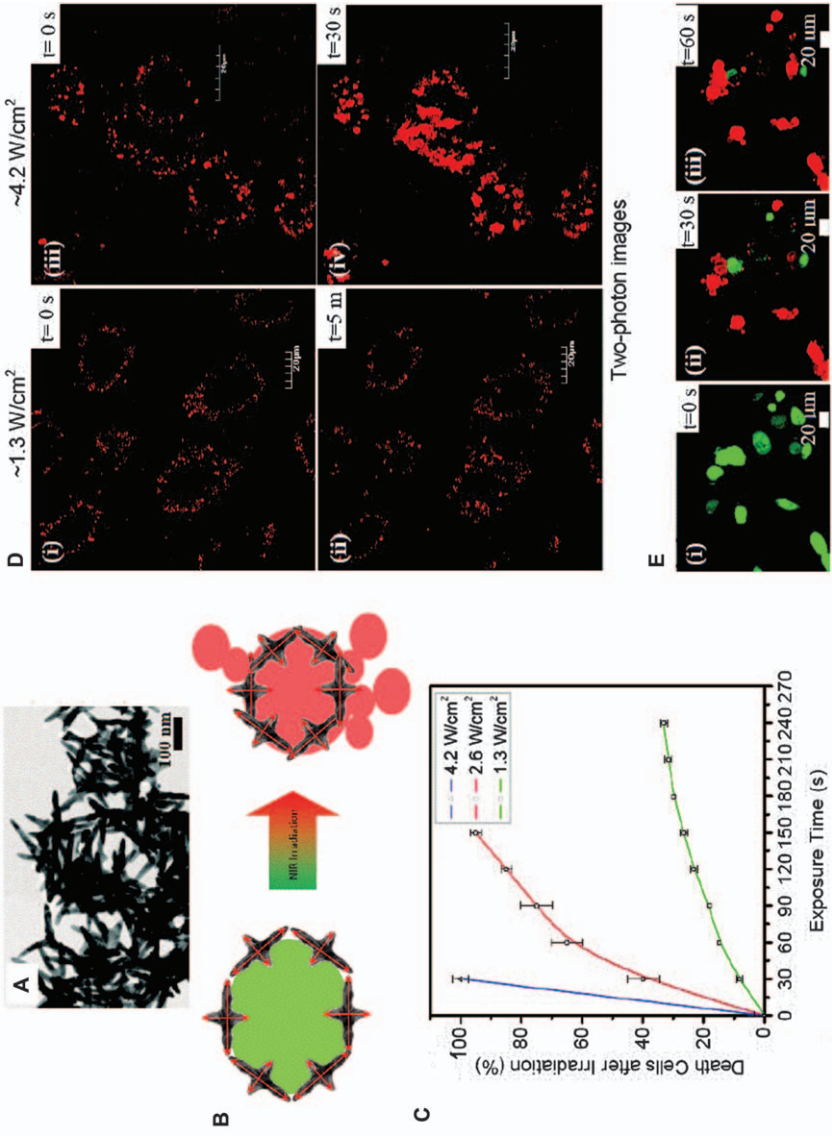 A
100 nm
B
NIR Irradiation
C
Death Cells after Irradiation (%)
100
80
60
40
20
0
4.2 W/cm²
2.6 W/cm²
1.3 W/cm²
0 30 60 90 120 150 180 210 240 270
Exposure Time (s)
D
~1.3 W/cm²
~4.2 W/cm²
(i)
t= 0 s
20µm
(iii)
t= 0 s
20µm
(ii)
t=5 m
20µm
(iv)
t=30 s
20µm
Two-photon images
E
(i)
t=0 s
20 um
(ii)
t=30 s
20 um
(iii)
t=60 s
20 um